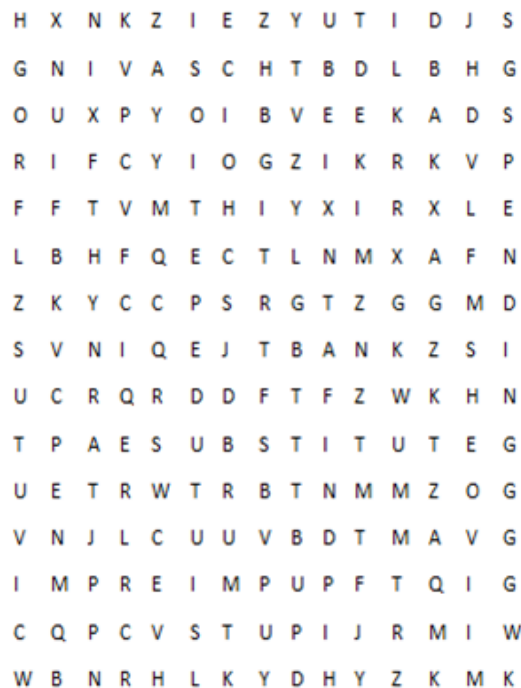 H X N K Z I E Z Y U T I D J S
G N I V A S C H T B D L B H G
O U X P Y O I B V E E K A D S
R I F C Y I O G Z I K R K V P
F F T V M T H I Y X I R X L E
L B H F Q E C T L N M X A F N
Z K Y C C P S R G T Z G G M D
S V N I Q E J T B A N K Z S I
U C R Q R D D F T F Z W K H N
T P A E S U B S T I T U T E G
U E T R W T R B T N M M Z O G
V N J L C U U V B D T M A V G
I M P R E I M P U P F T Q I G
C Q P C V S T U P I J R M I W
W B N R H L K Y D H Y Z K M K